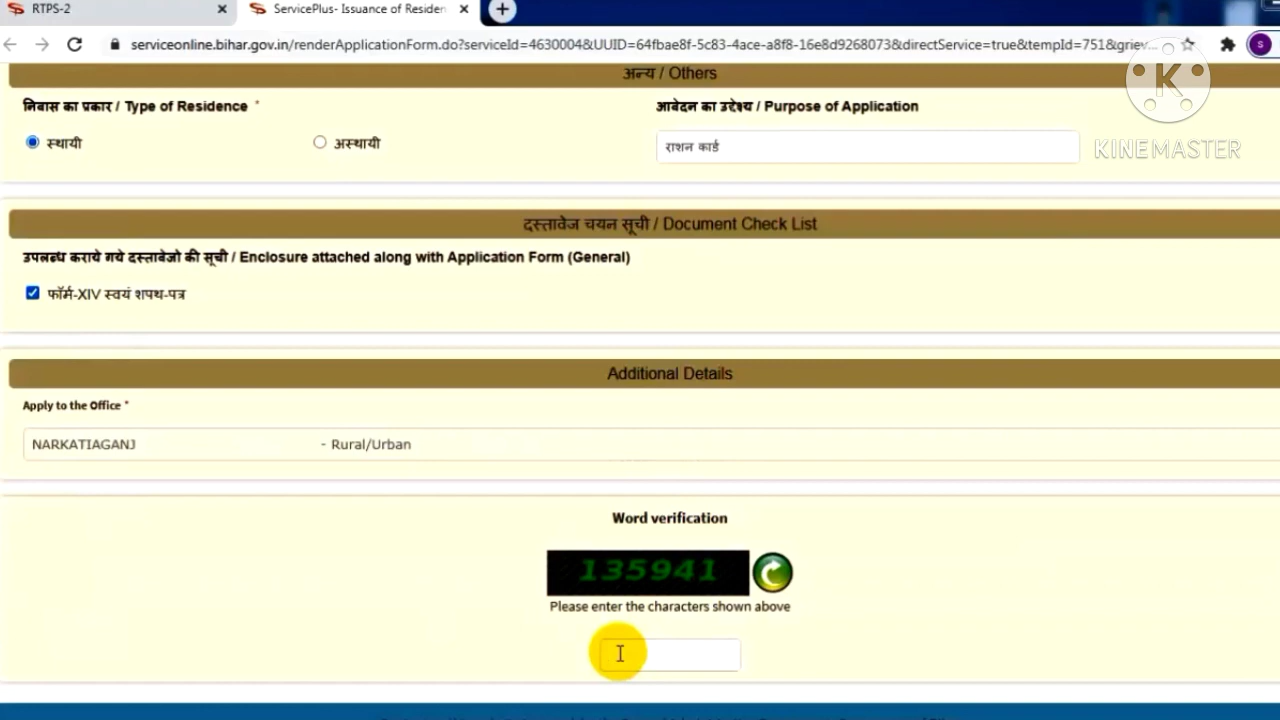 RTPS-2
ServicePlus- Issuance of Residen
serviceonline.bihar.gov.in/renderApplicationForm.do?serviceId=4630004&UUID=64fbae8f-5c83-4ace-a8f8-16e8d9268073&directService=true&tempId=751&griev...
S
K
KINEMASTER
अन्य / Others
निवास का प्रकार / Type of Residence *
आवेदन का उद्देश्य / Purpose of Application
स्थायी
अस्थायी
राशन कार्ड
दस्तावेज चयन सूची / Document Check List
उपलब्ध कराये गये दस्तावेजो की सूची / Enclosure attached along with Application Form (General)
फॉर्म-XIV स्वयं शपथ-पत्र
Additional Details
Apply to the Office *
NARKATIAGANJ - Rural/Urban
Word verification
135941
Please enter the characters shown above